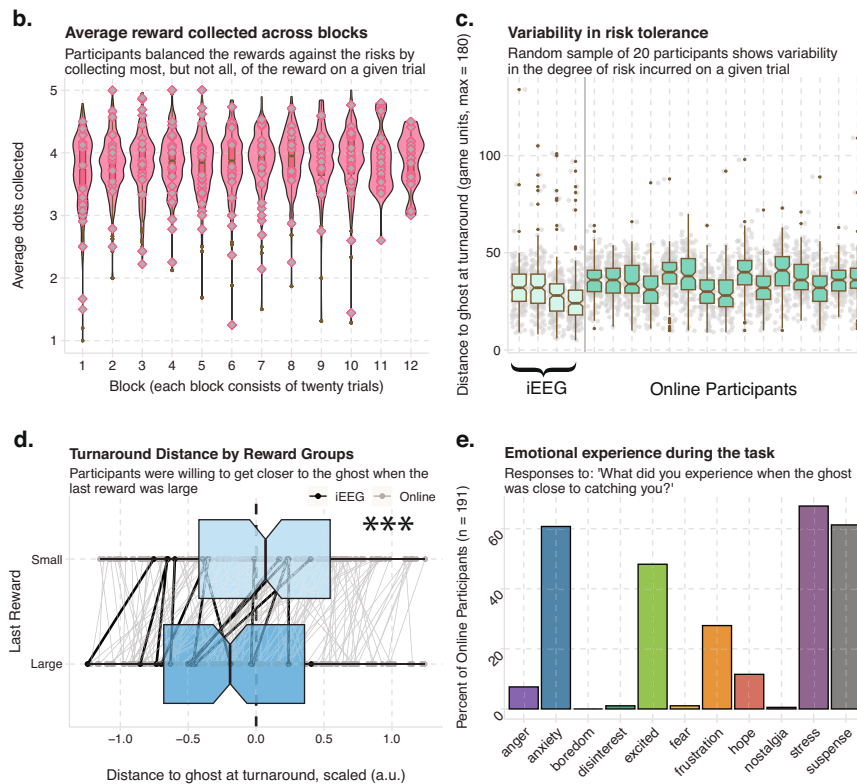 b.
Average reward collected across blocks
Participants balanced the rewards against the risks by
collecting most, but not all, of the reward on a given trial
Average dots collected
5
4
3
2
1
1 2 3 4 5 6 7 8 9 10 11 12
Block (each block consists of twenty trials)
c.
Variability in risk tolerance
Random sample of 20 participants shows variability
in the degree of risk incurred on a given trial
Distance to ghost at turnaround (game units, max = 180)
100
50
0
iEEG
Online Participants
d.
Turnaround Distance by Reward Groups
Participants were willing to get closer to the ghost when the
last reward was large
iEEG Online
***
Last Reward
Small
Large
−1.0 −0.5 0.0 0.5 1.0
Distance to ghost at turnaround, scaled (a.u.)
e.
Emotional experience during the task
Responses to: 'What did you experience when the ghost
was close to catching you?'
Percent of Online Participants (n = 191)
60
40
20
0
anger
anxiety
boredom
disinterest
excited
fear
frustration
hope
nostalgia
stress
suspense